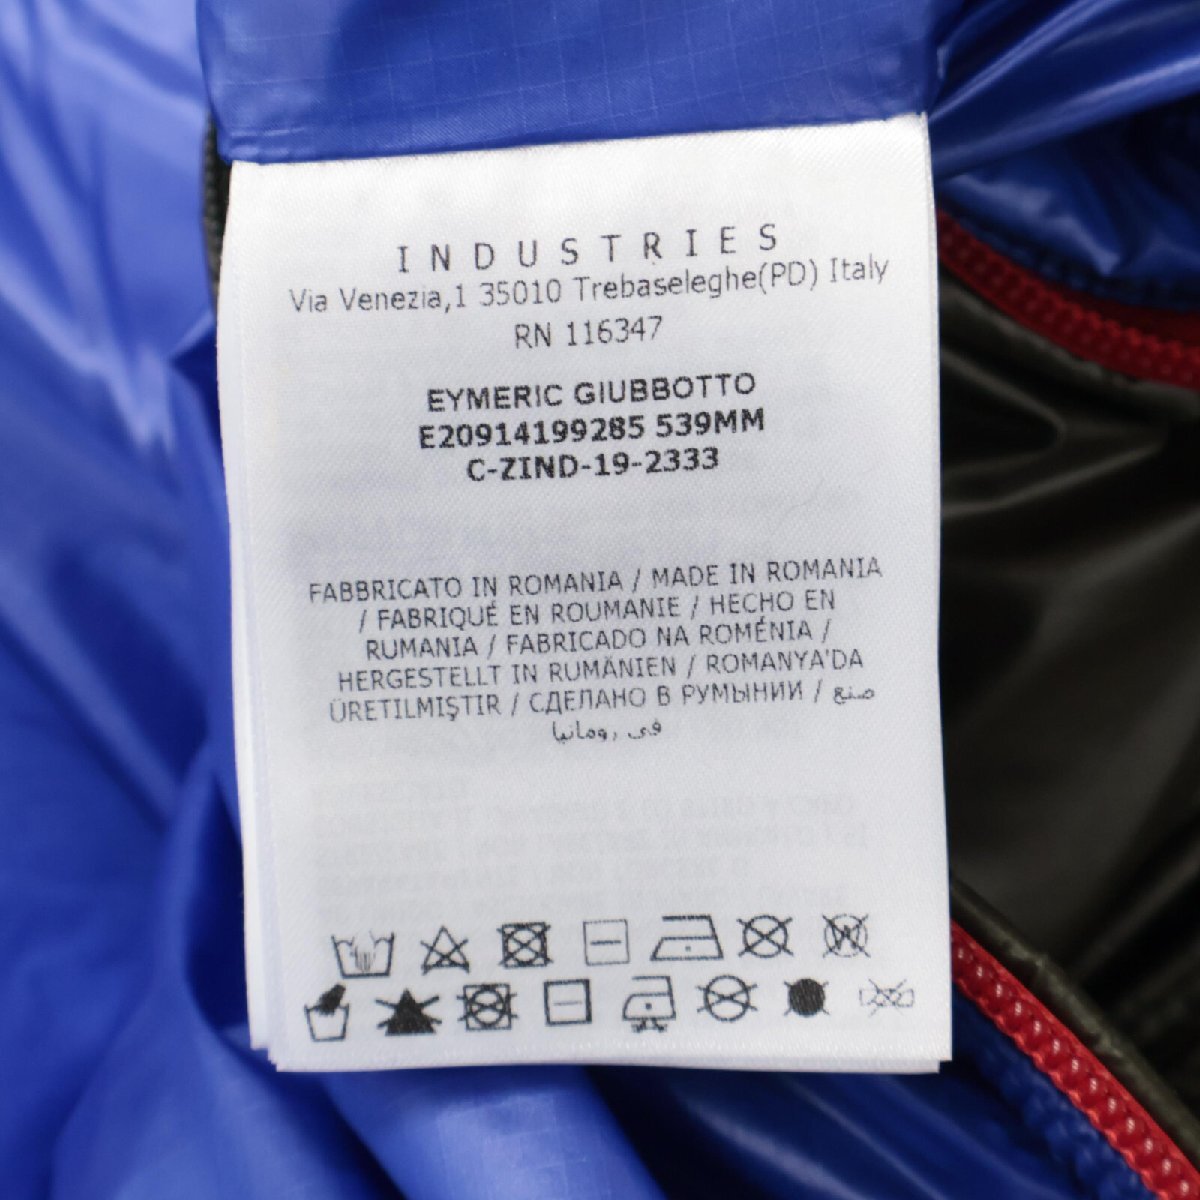 INDUSTRIES
Via Venezia,1 35010 Trebaseleghe(PD) Italy
RN 116347
EYMERIC GIUBBOTTO
E20914199285 539MM
C-ZIND-19-2333
FABBRICATO IN ROMANIA / MADE IN ROMANIA
/ FABRIQUÉ EN ROUMANIE / HECHO EN
RUMANIA / FABRICADO NA ROMÉNIA /
HERGESTELLT IN RUMÄNIEN / ROMANYA'DA
ÜRETILMIŞTIR / СДЕЛАНО В РУМЫНИИ / صنع
في رومانيا